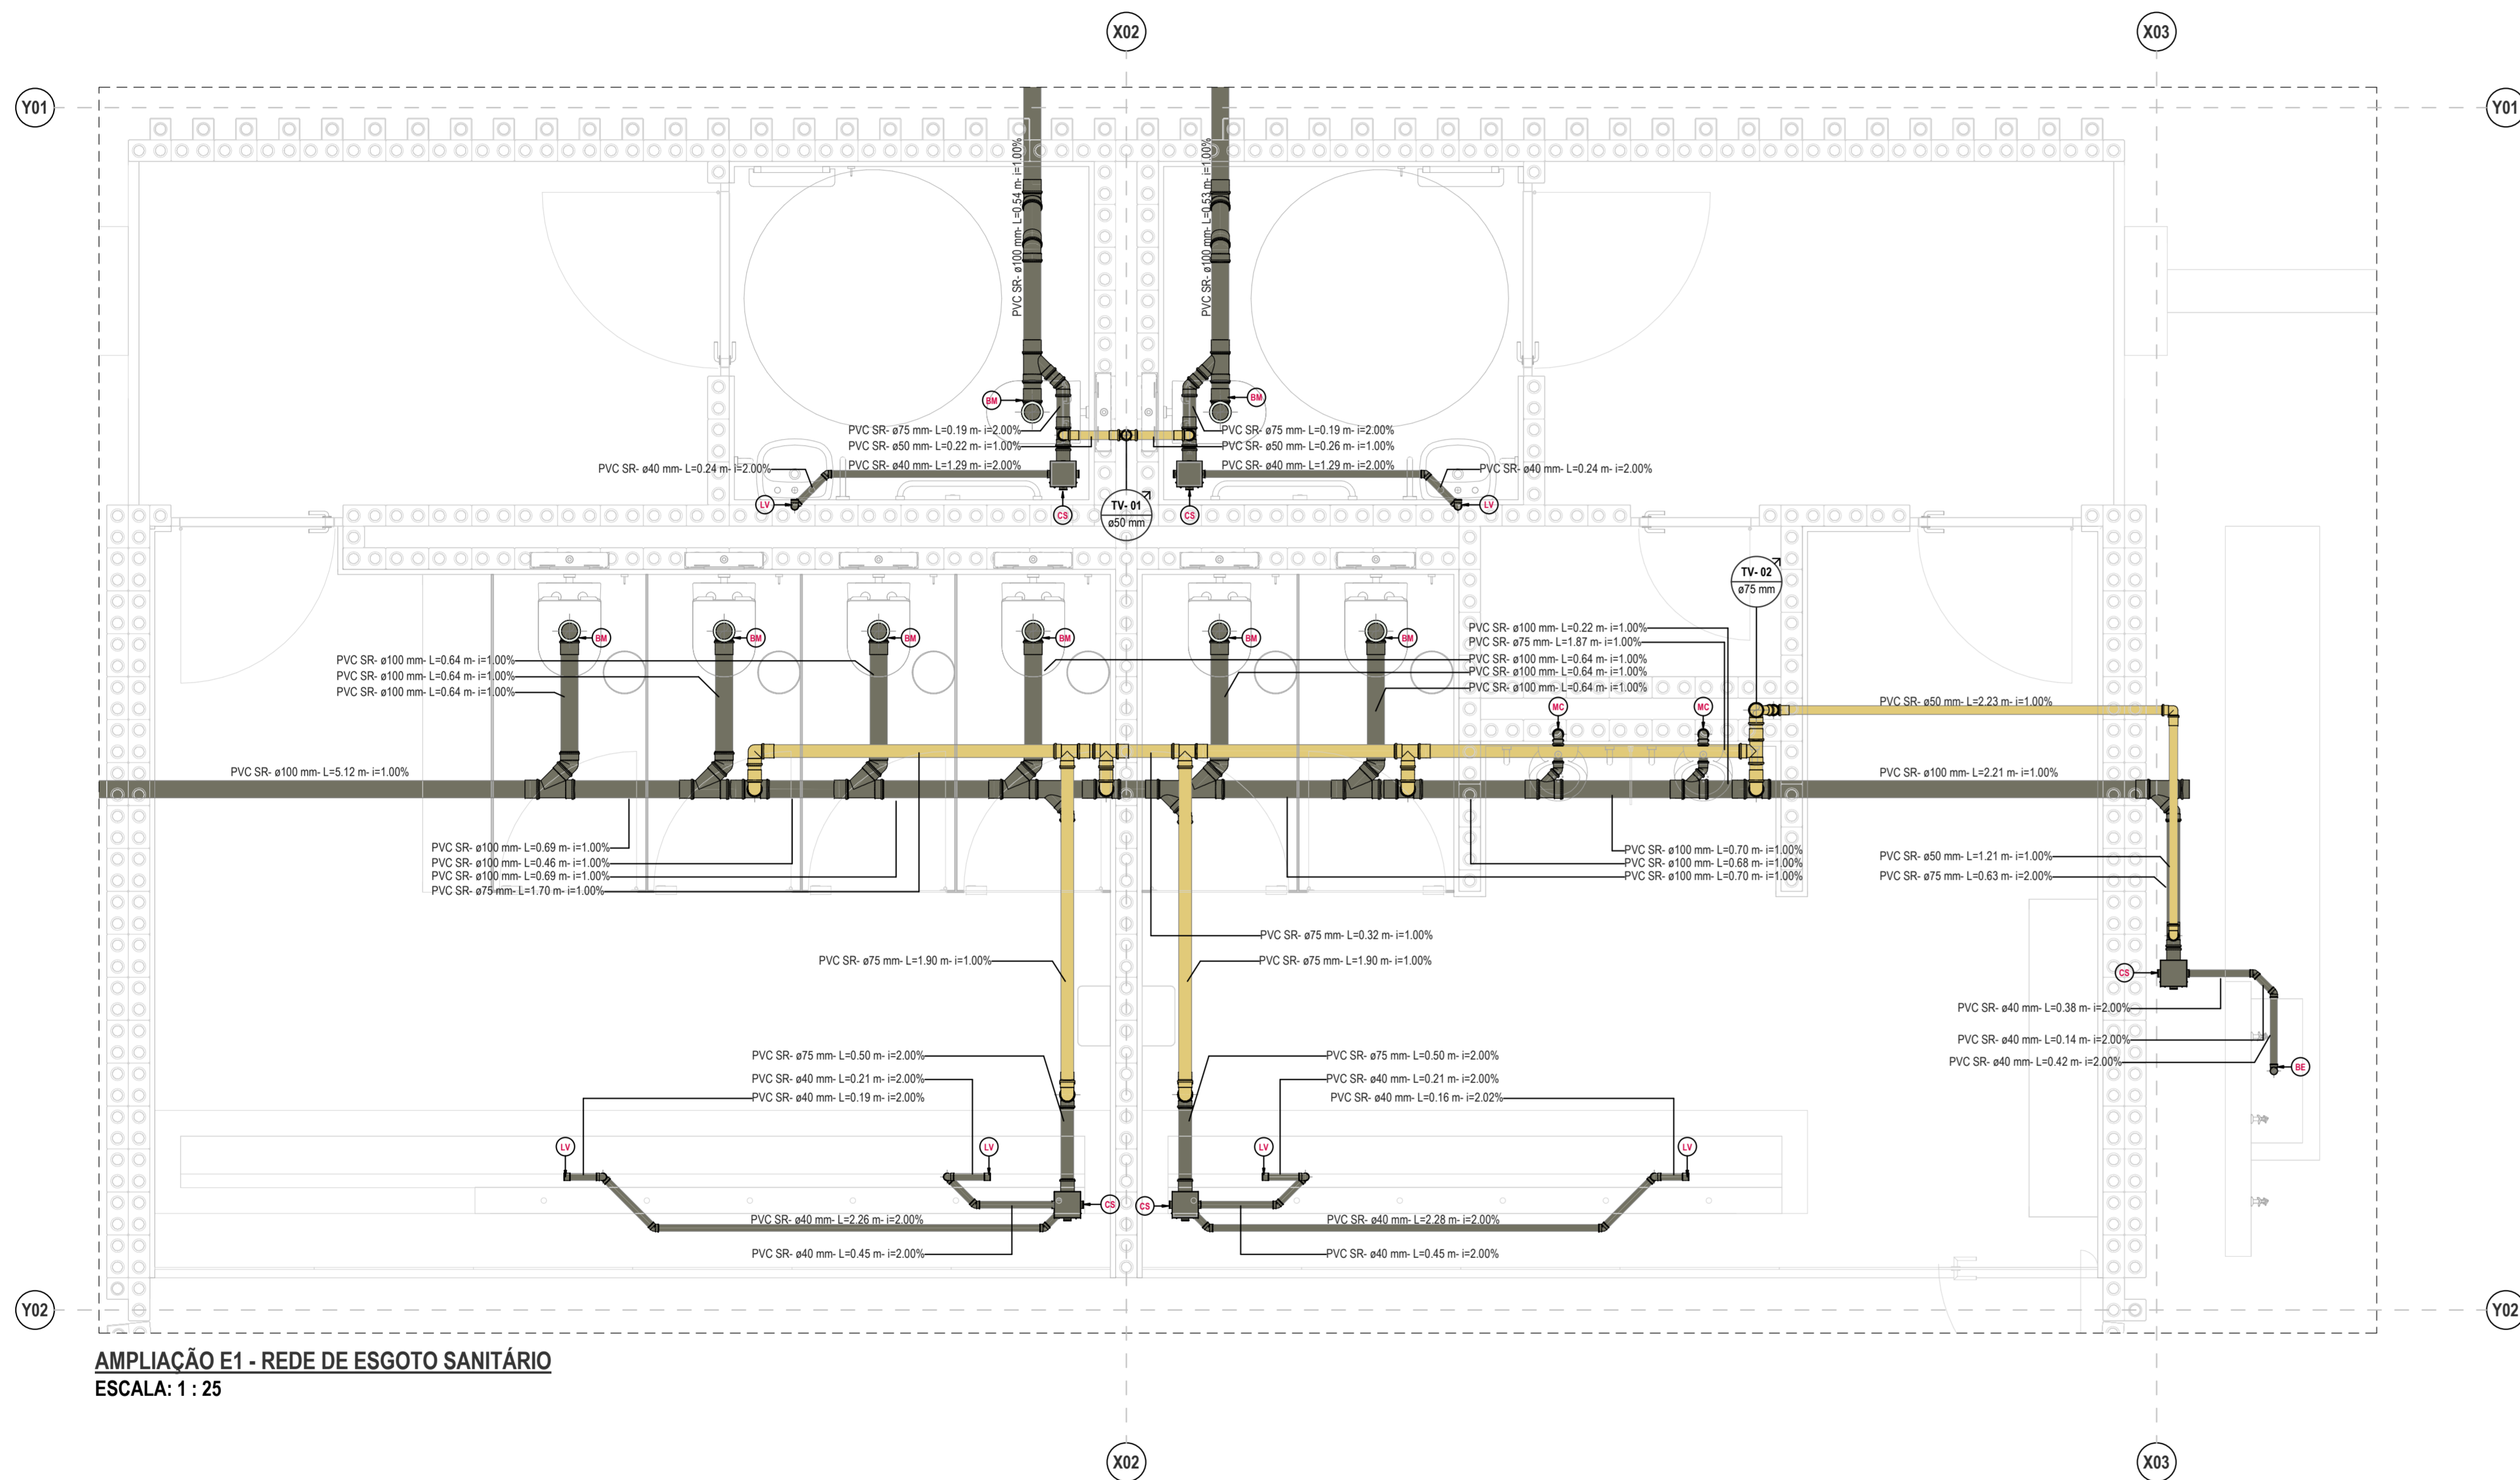 X02
X03
Y01
Y01
PVC SR- ø100 mm- L=0.54 m- i=1.00%
PVC SR- ø100 mm- L=0.53 m- i=1.00%
BM
BM
PVC SR- ø75 mm- L=0.19 m- i=2.00%
PVC SR- ø75 mm- L=0.19 m- i=2.00%
PVC SR- ø50 mm- L=0.22 m- i=1.00%
PVC SR- ø50 mm- L=0.26 m- i=1.00%
PVC SR- ø40 mm- L=0.24 m- i=2.00%
PVC SR- ø40 mm- L=1.29 m- i=2.00%
PVC SR- ø40 mm- L=1.29 m- i=2.00%
PVC SR- ø40 mm- L=0.24 m- i=2.00%
LV
CS
TV- 01
ø50 mm
CS
LV
TV- 02
ø75 mm
BM
BM
BM
BM
BM
BM
PVC SR- ø100 mm- L=0.22 m- i=1.00%
PVC SR- ø75 mm- L=1.87 m- i=1.00%
PVC SR- ø100 mm- L=0.64 m- i=1.00%
PVC SR- ø100 mm- L=0.64 m- i=1.00%
PVC SR- ø100 mm- L=0.64 m- i=1.00%
PVC SR- ø100 mm- L=0.64 m- i=1.00%
PVC SR- ø100 mm- L=0.64 m- i=1.00%
PVC SR- ø100 mm- L=0.64 m- i=1.00%
MC
MC
PVC SR- ø50 mm- L=2.23 m- i=1.00%
PVC SR- ø100 mm- L=5.12 m- i=1.00%
PVC SR- ø100 mm- L=2.21 m- i=1.00%
PVC SR- ø100 mm- L=0.69 m- i=1.00%
PVC SR- ø100 mm- L=0.46 m- i=1.00%
PVC SR- ø100 mm- L=0.69 m- i=1.00%
PVC SR- ø75 mm- L=1.70 m- i=1.00%
PVC SR- ø100 mm- L=0.70 m- i=1.00%
PVC SR- ø100 mm- L=0.68 m- i=1.00%
PVC SR- ø100 mm- L=0.70 m- i=1.00%
PVC SR- ø50 mm- L=1.21 m- i=1.00%
PVC SR- ø75 mm- L=0.63 m- i=2.00%
PVC SR- ø75 mm- L=0.32 m- i=1.00%
PVC SR- ø75 mm- L=1.90 m- i=1.00%
PVC SR- ø75 mm- L=1.90 m- i=1.00%
CS
PVC SR- ø40 mm- L=0.38 m- i=2.00%
PVC SR- ø40 mm- L=0.14 m- i=2.00%
PVC SR- ø40 mm- L=0.42 m- i=2.00%
BE
PVC SR- ø75 mm- L=0.50 m- i=2.00%
PVC SR- ø75 mm- L=0.50 m- i=2.00%
PVC SR- ø40 mm- L=0.21 m- i=2.00%
PVC SR- ø40 mm- L=0.21 m- i=2.00%
PVC SR- ø40 mm- L=0.19 m- i=2.00%
PVC SR- ø40 mm- L=0.16 m- i=2.02%
LV
LV
LV
LV
CS
CS
PVC SR- ø40 mm- L=2.26 m- i=2.00%
PVC SR- ø40 mm- L=2.28 m- i=2.00%
PVC SR- ø40 mm- L=0.45 m- i=2.00%
PVC SR- ø40 mm- L=0.45 m- i=2.00%
Y02
Y02
AMPLIAÇÃO E1 - REDE DE ESGOTO SANITÁRIO
ESCALA: 1 : 25
X02
X03